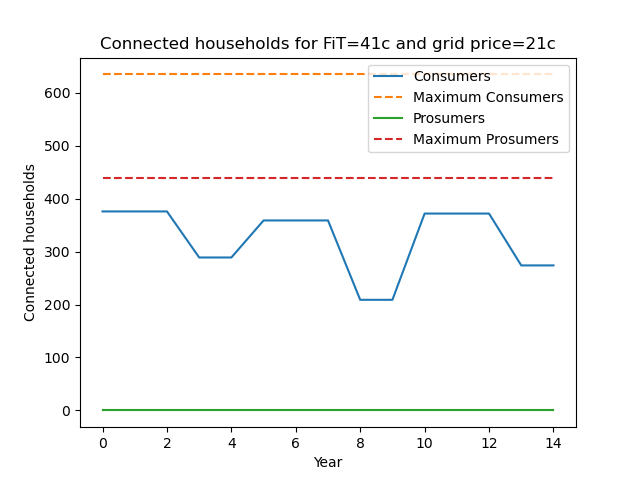 Connected households for FiT=41c and grid price=21c
Consumers
Maximum Consumers
Prosumers
Maximum Prosumers
Connected households
600
500
400
300
200
100
0
0 2 4 6 8 10 12 14
Year